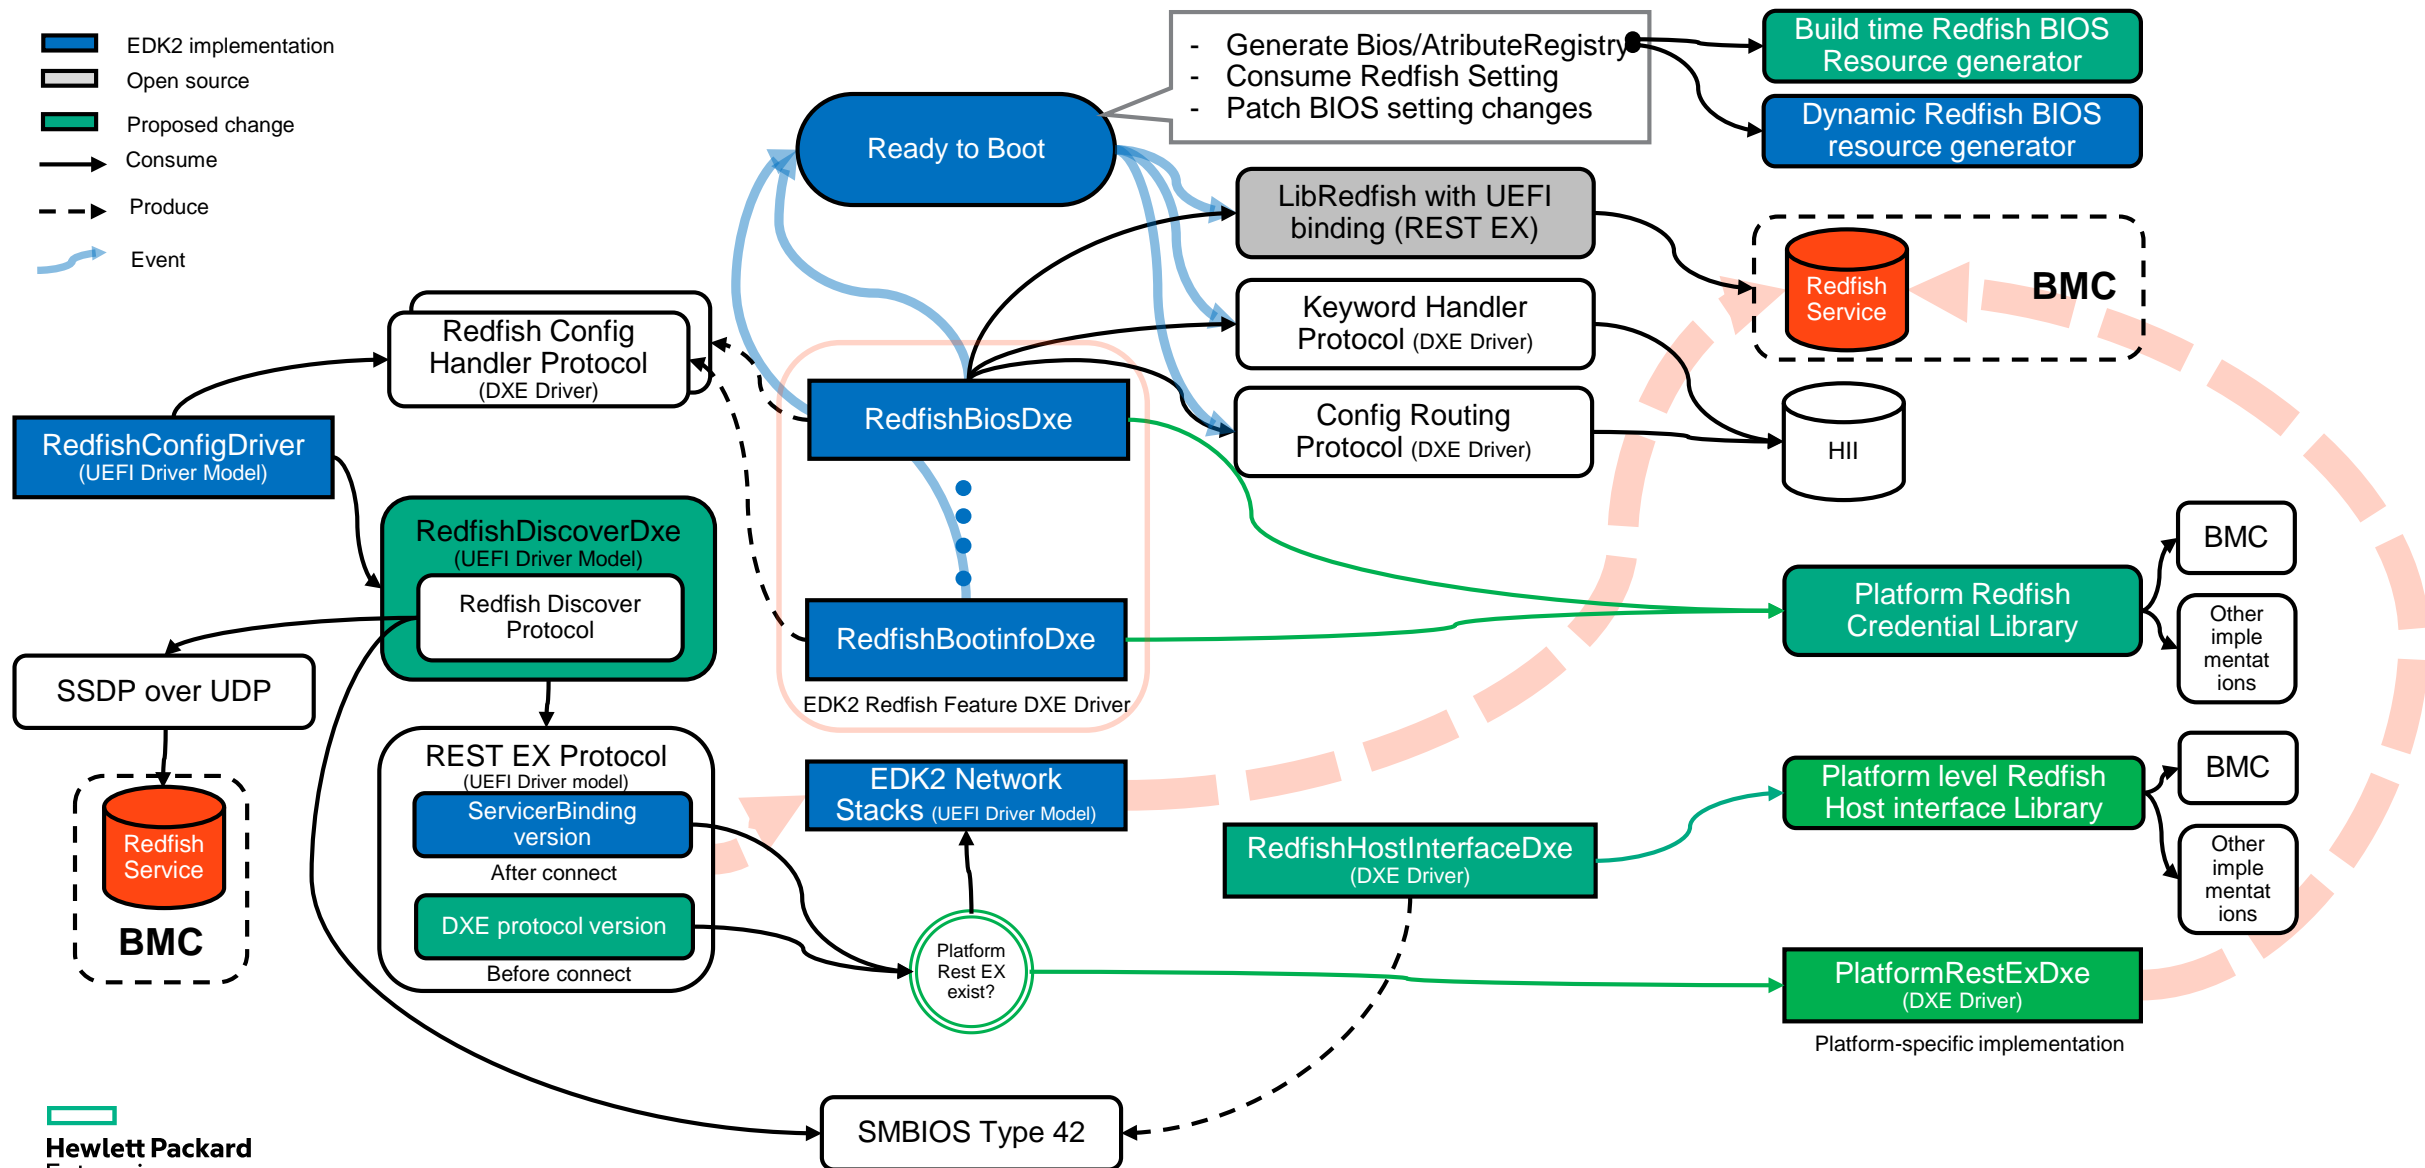 EDK2 implementation
Open source
Proposed change
Consume
Produce
Event
- Generate Bios/AtributeRegistry
- Consume Redfish Setting
- Patch BIOS setting changes
Build time Redfish BIOS
Resource generator
Dynamic Redfish BIOS
resource generator
Ready to Boot
LibRedfish with UEFI
binding (REST EX)
Redfish
Service
BMC
Keyword Handler
Protocol (DXE Driver)
Redfish Config
Handler Protocol
(DXE Driver)
RedfishBiosDxe
Config Routing
Protocol (DXE Driver)
HII
RedfishConfigDriver
(UEFI Driver Model)
RedfishDiscoverDxe
(UEFI Driver Model)
Redfish Discover
Protocol
BMC
Platform Redfish
Credential Library
Other
imple
mentat
ions
RedfishBootinfoDxe
EDK2 Redfish Feature DXE Driver
SSDP over UDP
REST EX Protocol
(UEFI Driver model)
ServicerBinding
version
After connect
DXE protocol version
Before connect
EDK2 Network
Stacks (UEFI Driver Model)
Platform level Redfish
Host interface Library
BMC
Other
imple
mentat
ions
Redfish
Service
BMC
RedfishHostInterfaceDxe
(DXE Driver)
Platform
Rest EX
exist?
PlatformRestExDxe
(DXE Driver)
Platform-specific implementation
SMBIOS Type 42
Hewlett Packard